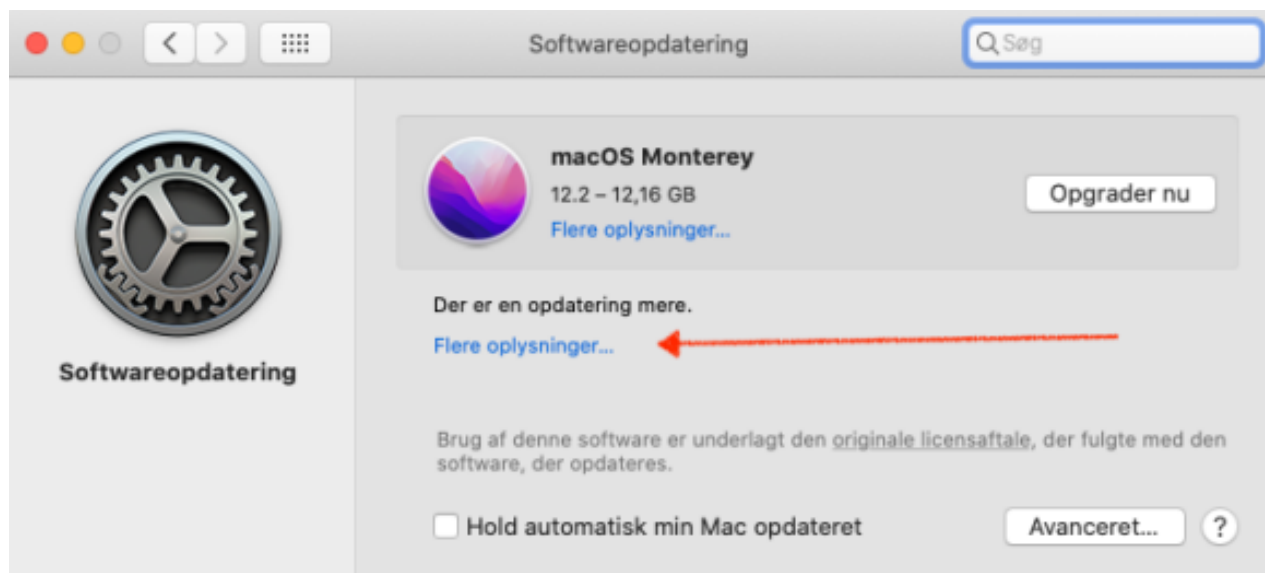 Softwareopdatering
Søg
macOS Monterey
12.2 – 12,16 GB
Flere oplysninger...
Opgrader nu
Der er en opdatering mere.
Flere oplysninger...
Softwareopdatering
Brug af denne software er underlagt den originale licensaftale, der fulgte med den
software, der opdateres.
Hold automatisk min Mac opdateret
Avanceret...
?